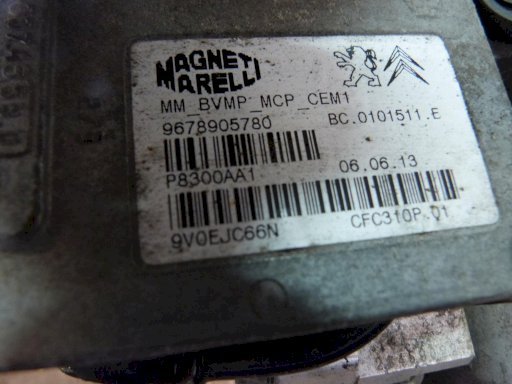 MAGNETI
MARELLI
MM_BVMP_MCP_CEM1
9678905780 BC.0101511.E
P8300AA1 06.06.13
9V0EJC66N CFC310P.01